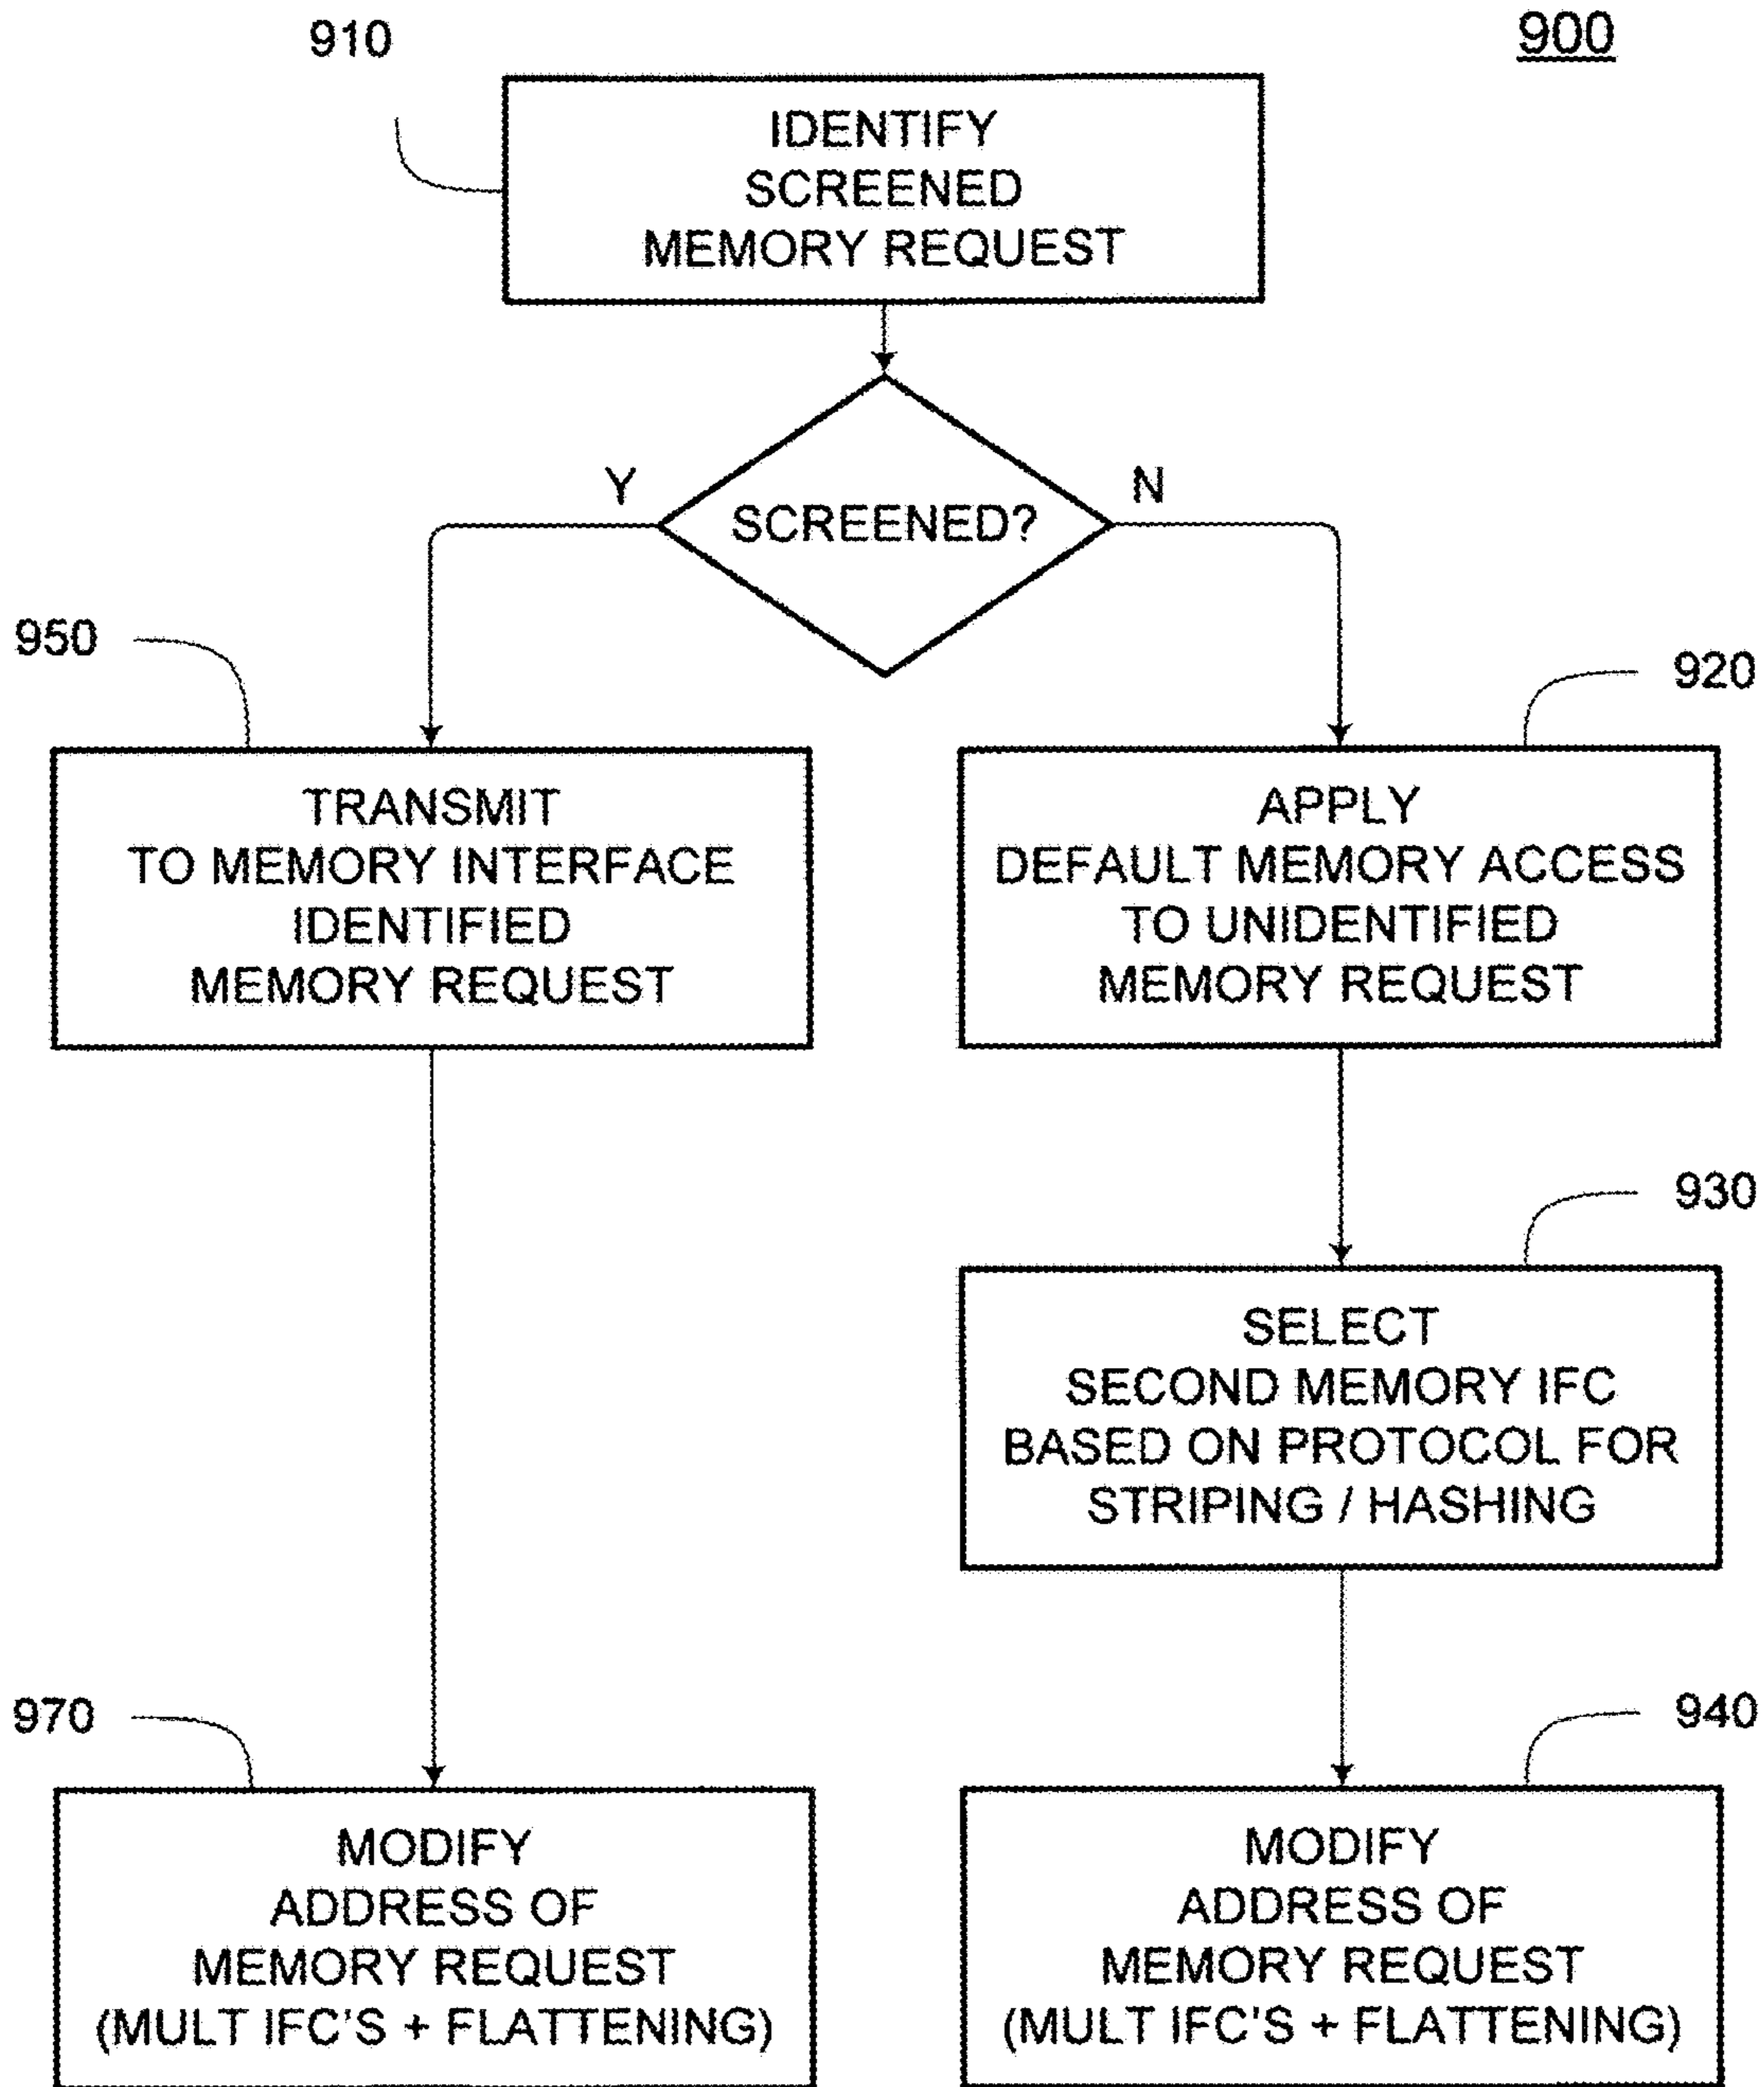 910
900
IDENTIFY
SCREENED
MEMORY REQUEST
Y
N
SCREENED?
950
920
TRANSMIT
TO MEMORY INTERFACE
IDENTIFIED
MEMORY REQUEST
APPLY
DEFAULT MEMORY ACCESS
TO UNIDENTIFIED
MEMORY REQUEST
930
SELECT
SECOND MEMORY IFC
BASED ON PROTOCOL FOR
STRIPING / HASHING
970
940
MODIFY
ADDRESS OF
MEMORY REQUEST
(MULT IFC'S + FLATTENING)
MODIFY
ADDRESS OF
MEMORY REQUEST
(MULT IFC'S + FLATTENING)